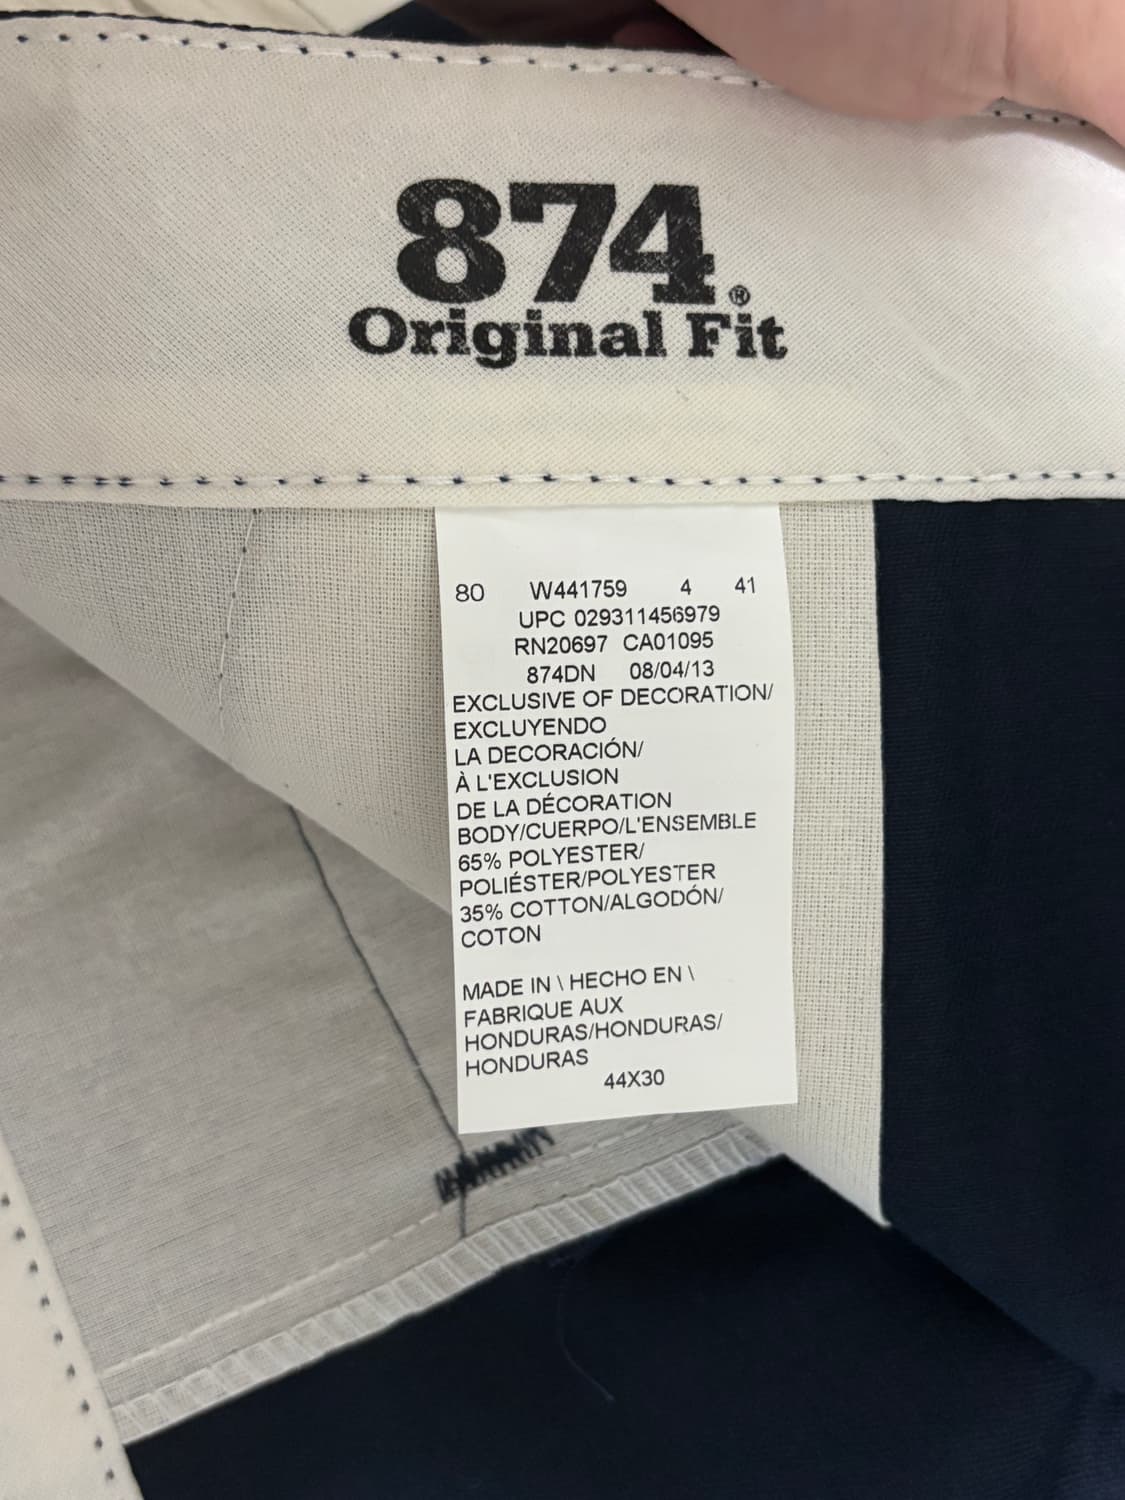 874®
Original Fit
80 W441759 4 41
UPC 029311456979
RN20697 CA01095
874DN 08/04/13
EXCLUSIVE OF DECORATION/
EXCLUYENDO
LA DECORACIÓN/
À L'EXCLUSION
DE LA DÉCORATION
BODY/CUERPO/L'ENSEMBLE
65% POLYESTER/
POLIÉSTER/POLYESTER
35% COTTON/ALGODÓN/
COTON
MADE IN \ HECHO EN \
FABRIQUE AUX
HONDURAS/HONDURAS/
HONDURAS
44X30